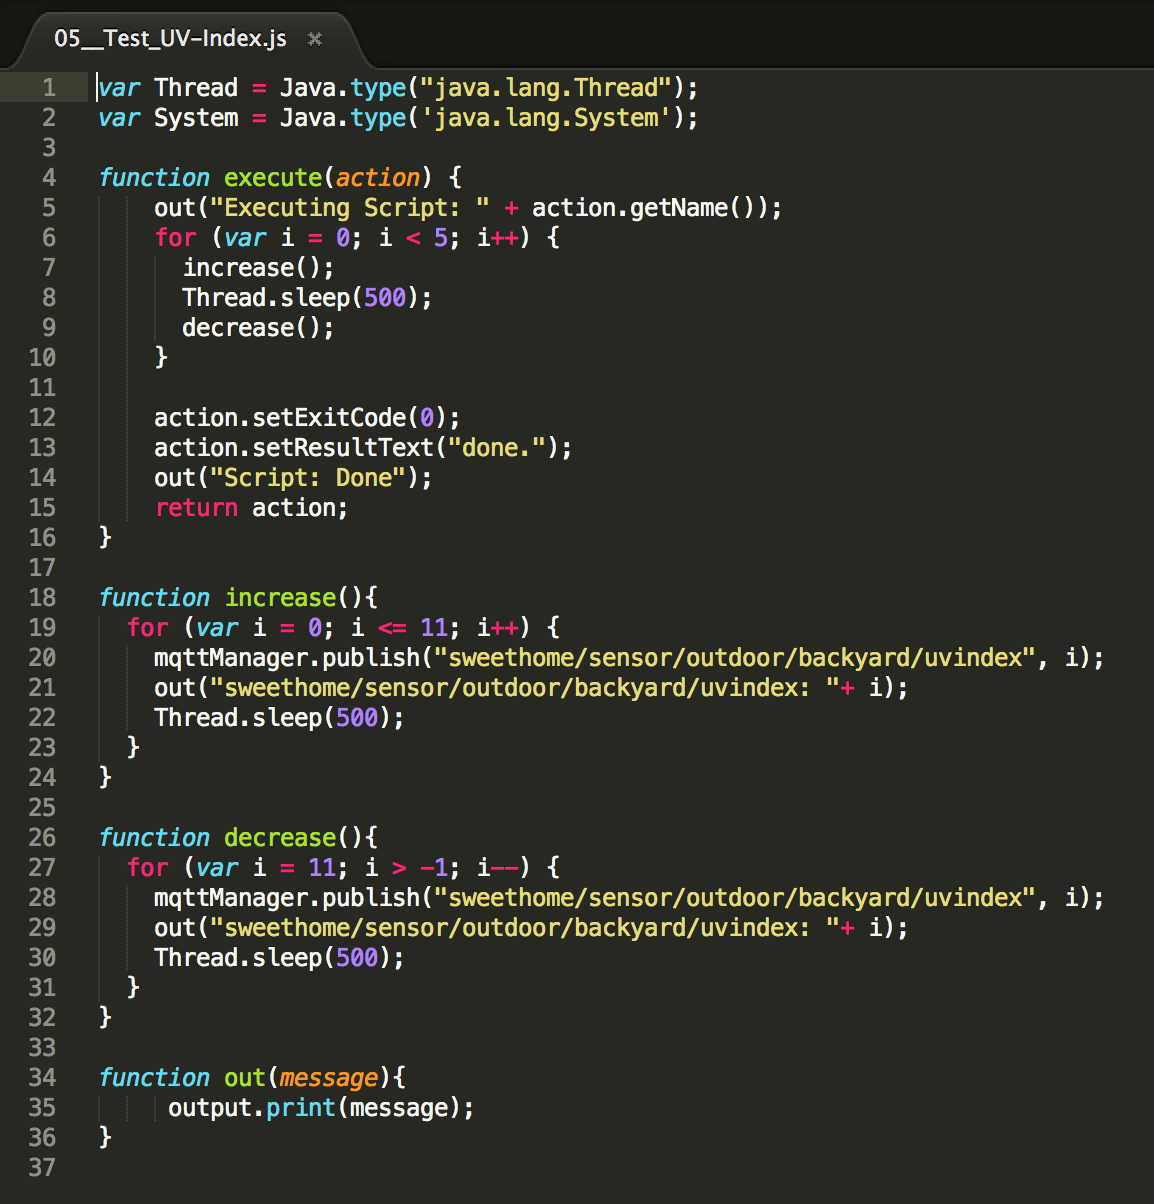 05__Test_UV-Index.js ×
1 var Thread = Java.type("java.lang.Thread");
2 var System = Java.type('java.lang.System');
3
4 function execute(action) {
5     out("Executing Script: " + action.getName());
6     for (var i = 0; i < 5; i++) {
7       increase();
8       Thread.sleep(500);
9       decrease();
10     }
11
12     action.setExitCode(0);
13     action.setResultText("done.");
14     out("Script: Done");
15     return action;
16 }
17
18 function increase(){
19   for (var i = 0; i <= 11; i++) {
20     mqttManager.publish("sweethome/sensor/outdoor/backyard/uvindex", i);
21     out("sweethome/sensor/outdoor/backyard/uvindex: "+ i);
22     Thread.sleep(500);
23   }
24 }
25
26 function decrease(){
27   for (var i = 11; i > -1; i--) {
28     mqttManager.publish("sweethome/sensor/outdoor/backyard/uvindex", i);
29     out("sweethome/sensor/outdoor/backyard/uvindex: "+ i);
30     Thread.sleep(500);
31   }
32 }
33
34 function out(message){
35      output.print(message);
36 }
37